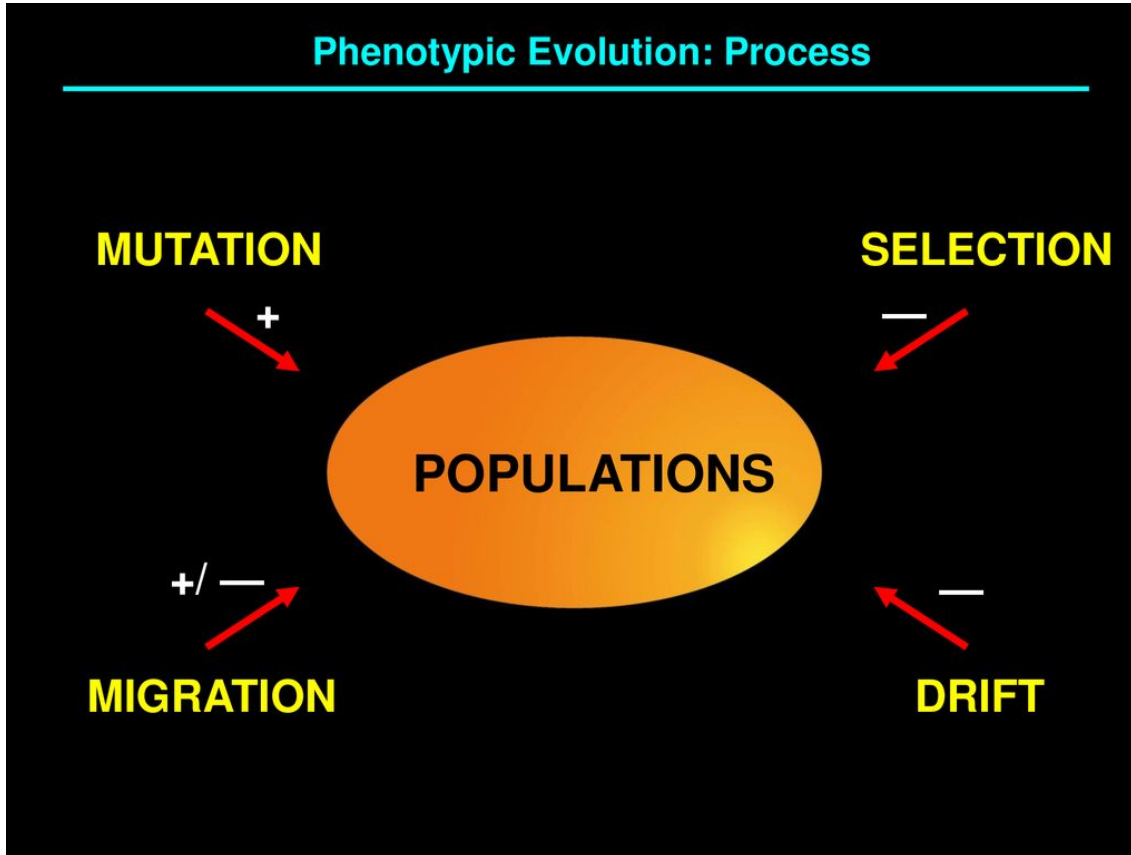 Phenotypic Evolution: Process
MUTATION
SELECTION
+
—
POPULATIONS
+/ —
—
MIGRATION
DRIFT